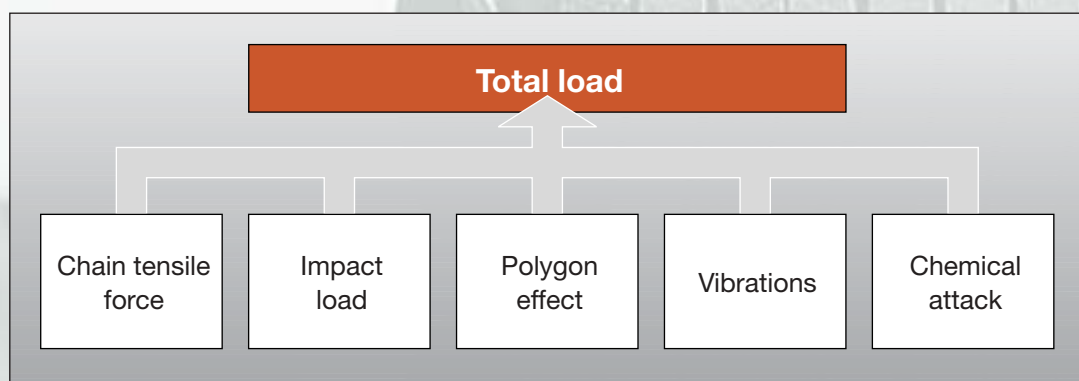 Total load
Chain tensile
force
Impact
load
Polygon
effect
Vibrations
Chemical
attack